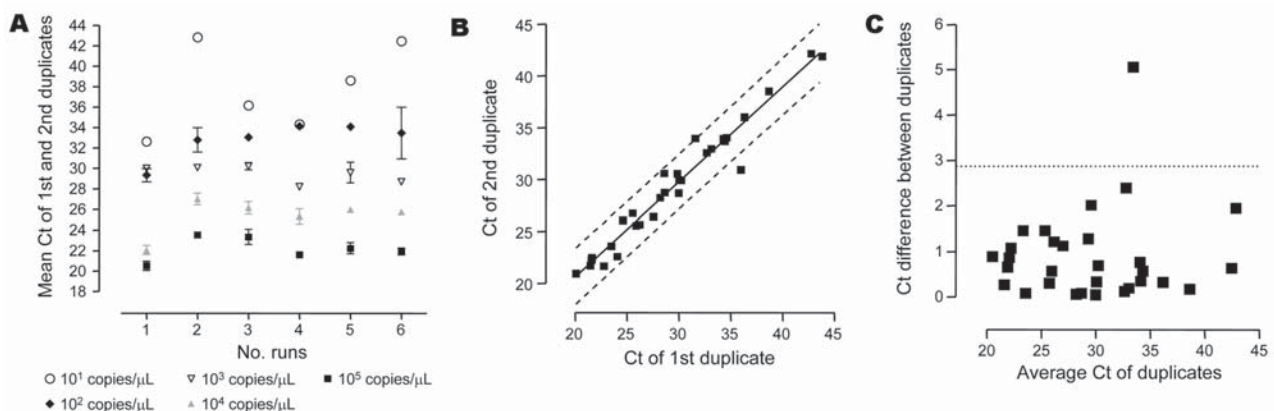 A
Mean Ct of 1st and 2nd duplicates
44
42
40
38
36
34
32
30
28
26
24
22
20
18
1 2 3 4 5 6
No. runs
10¹ copies/µL 10³ copies/µL 10⁵ copies/µL
10² copies/µL 10⁴ copies/µL
B
Ct of 2nd duplicate
45
40
35
30
25
20
20 25 30 35 40 45
Ct of 1st duplicate
C
Ct difference between duplicates
6
5
4
3
2
1
0
20 25 30 35 40 45
Average Ct of duplicates